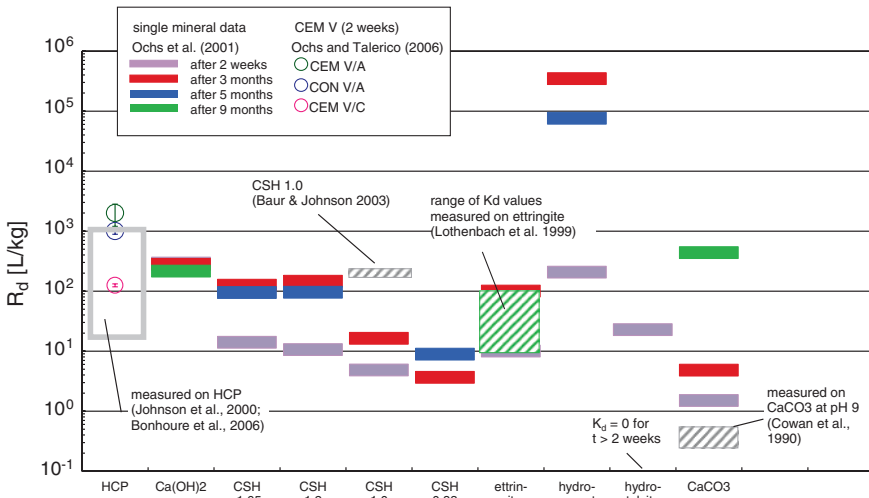 single mineral data
Ochs et al. (2001)
after 2 weeks
after 3 months
after 5 months
after 9 months
CEM V (2 weeks)
Ochs and Talerico (2006)
CEM V/A
CON V/A
CEM V/C
R_d [L/kg]
10^6
10^5
10^4
10^3
10^2
10^1
10^0
10^-1
CSH 1.0
(Baur & Johnson 2003)
range of Kd values
measured on ettringite
(Lothenbach et al. 1999)
measured on HCP
(Johnson et al., 2000;
Bonhoure et al., 2006)
K_d = 0 for
t > 2 weeks
measured on
CaCO3 at pH 9
(Cowan et al.,
1990)
HCP
Ca(OH)2
CSH
CSH
CSH
CSH
ettrin-
hydro-
hydro-
CaCO3